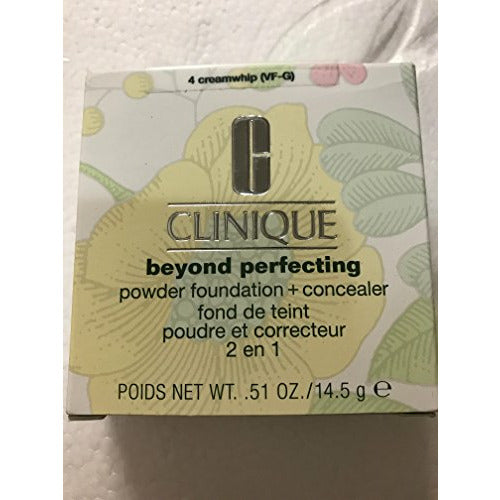 4 creamwhip (VF-G)
C
CLINIQUE
beyond perfecting
powder foundation + concealer
fond de teint
poudre et correcteur
2 en 1
POIDS NET WT. .51 OZ./14.5 g ℮